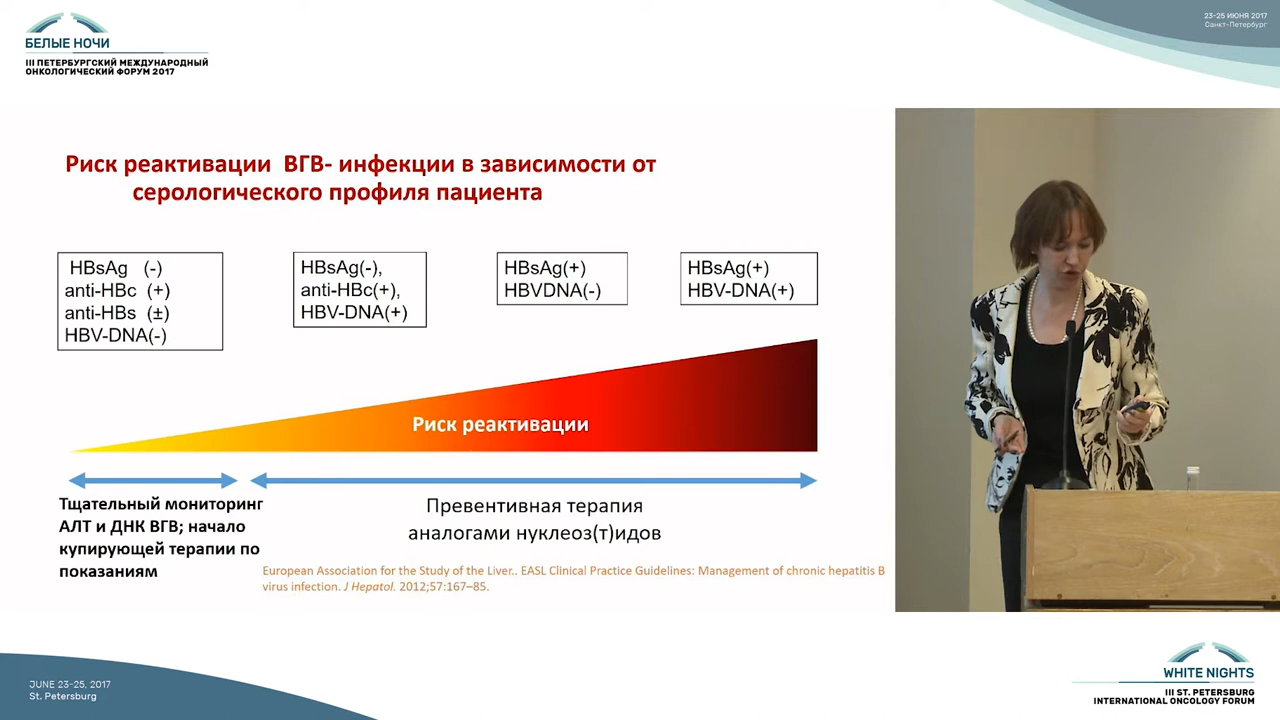 БЕЛЫЕ НОЧИ
III ПЕТЕРБУРГСКИЙ МЕЖДУНАРОДНЫЙ
ОНКОЛОГИЧЕСКИЙ ФОРУМ 2017
23-25 ИЮНЯ 2017
Санкт-Петербург
Риск реактивации ВГВ- инфекции в зависимости от
серологического профиля пациента
HBsAg (-)
anti-HBc (+)
anti-HBs (±)
HBV-DNA(-)
HBsAg(-),
anti-HBc(+),
HBV-DNA(+)
HBsAg(+)
HBVDNA(-)
HBsAg(+)
HBV-DNA(+)
Риск реактивации
Тщательный мониторинг
АЛТ и ДНК ВГВ; начало
купирующей терапии по
показаниям
Превентивная терапия
аналогами нуклеоз(т)идов
European Association for the Study of the Liver.. EASL Clinical Practice Guidelines: Management of chronic hepatitis B
virus infection. J Hepatol. 2012;57:167–85.
JUNE 23-25, 2017
St. Petersburg
WHITE NIGHTS
III ST. PETERSBURG
INTERNATIONAL ONCOLOGY FORUM